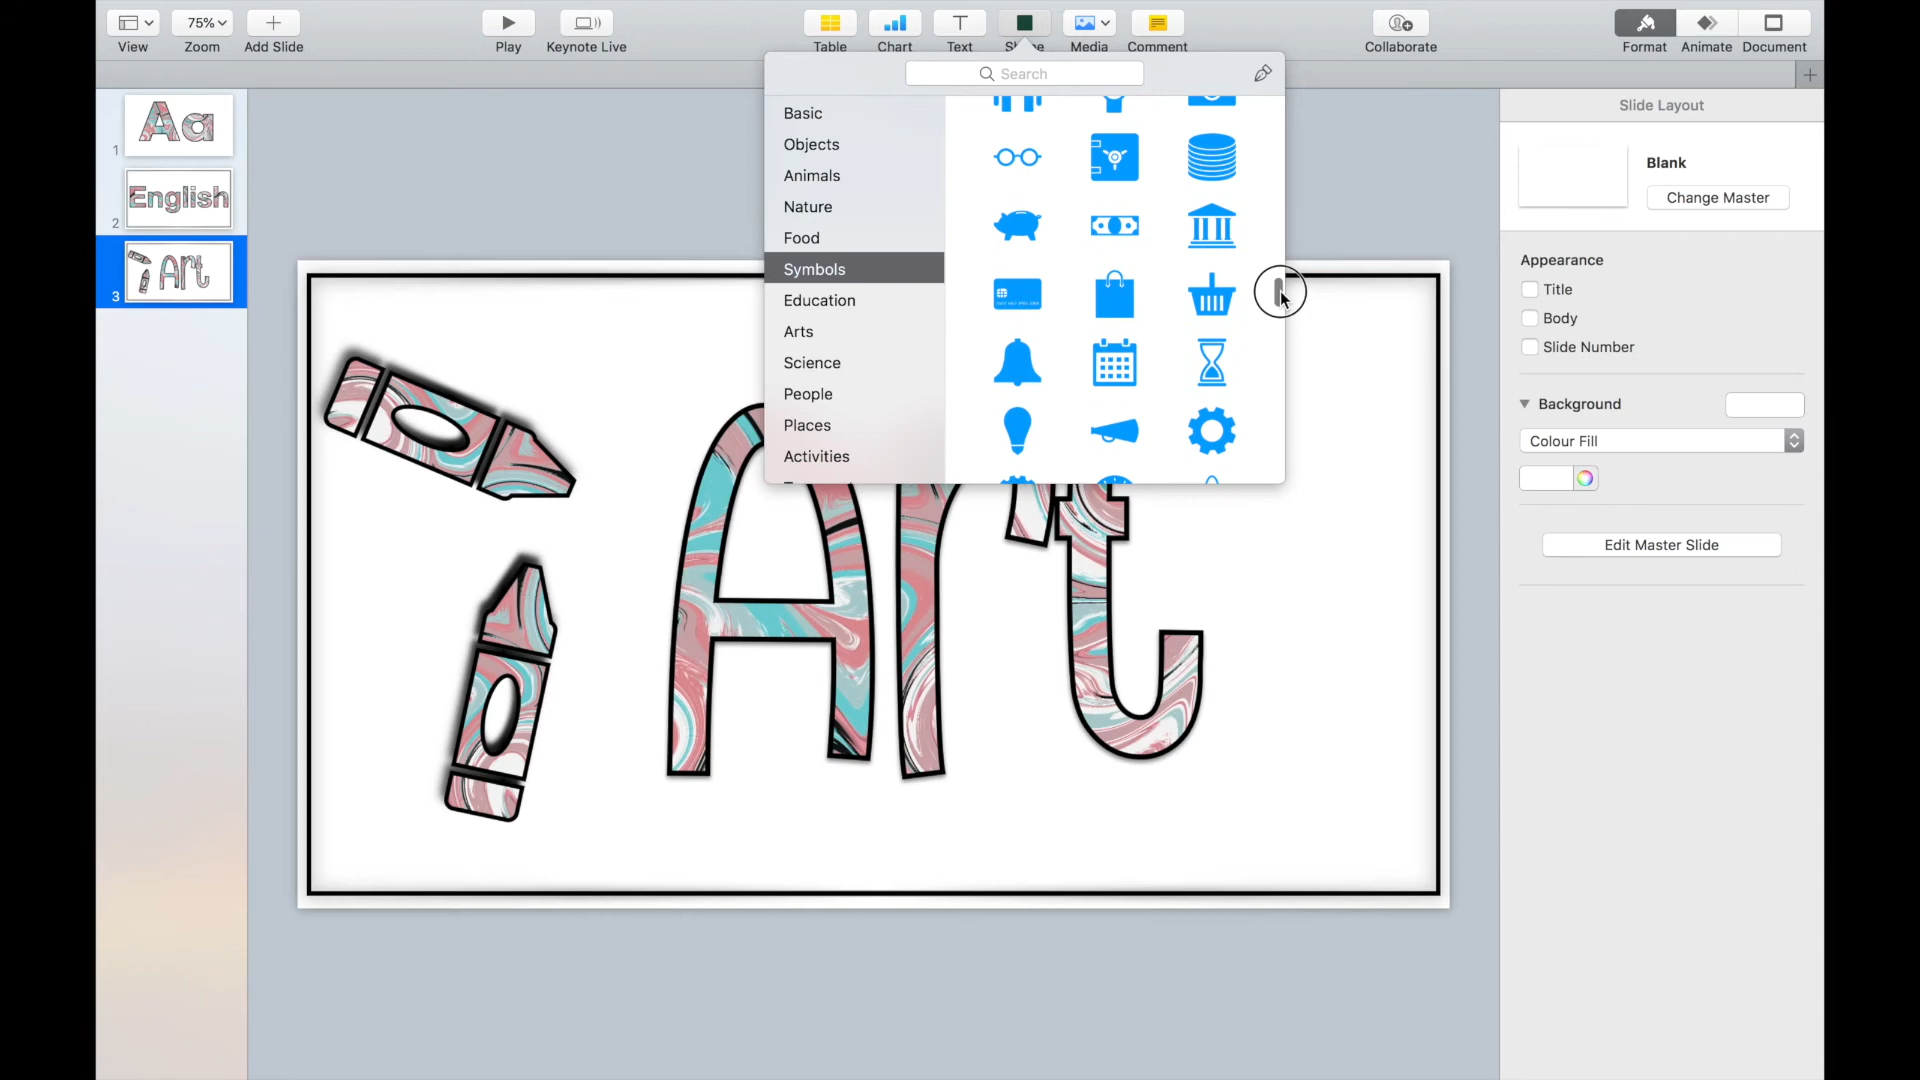 75%
View
Zoom
Add Slide
Play
Keynote Live
Table
Chart
Text
Media
Comment
Collaborate
Format
Animate
Document
Search
Basic
Objects
Animals
Nature
Food
Symbols
Education
Arts
Science
People
Places
Activities
1
Aa
2
English
3
Art
Art
Slide Layout
Blank
Change Master
Appearance
Title
Body
Slide Number
Background
Colour Fill
Edit Master Slide